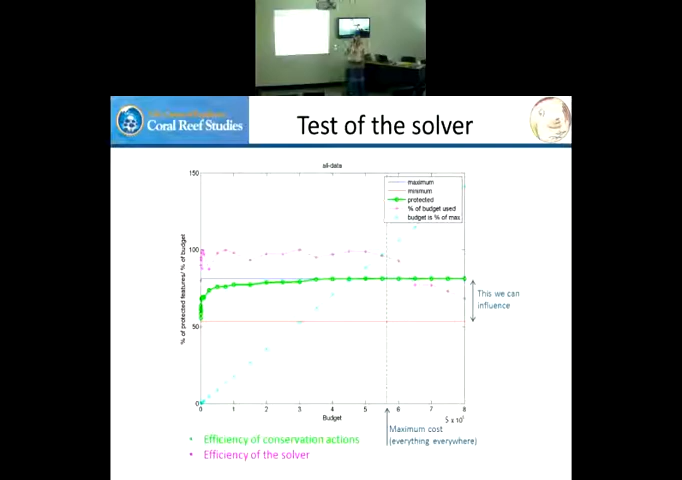 Coral Reef Studies
Test of the solver
all-data
150
100
50
0
% of protected features/ % of budget
maximum
minimum
protected
% of budget used
budget is % of max
This we can
influence
0 1 2 3 4 5 6 7 8
Budget
Maximum cost
(everything everywhere)
• Efficiency of conservation actions
• Efficiency of the solver